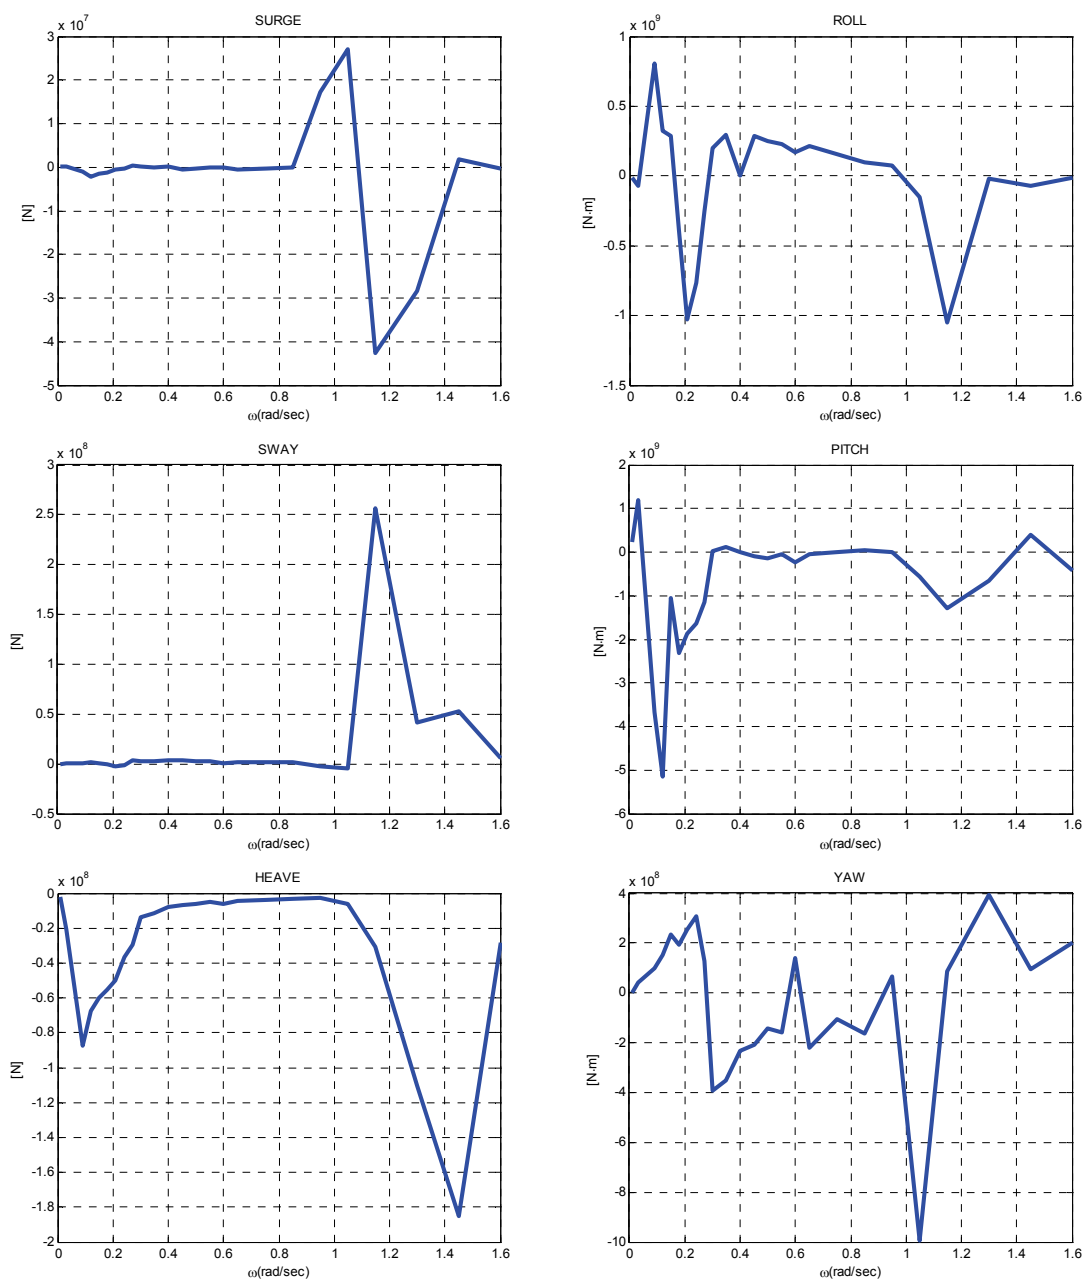 SURGE
x 10^7
3
2
1
0
-1
-2
-3
-4
-5
[N]
0 0.2 0.4 0.6 0.8 1 1.2 1.4 1.6
ω(rad/sec)
ROLL
x 10^9
1
0.5
0
-0.5
-1
-1.5
[N·m]
0 0.2 0.4 0.6 0.8 1 1.2 1.4 1.6
ω(rad/sec)
SWAY
x 10^8
3
2.5
2
1.5
1
0.5
0
-0.5
[N]
0 0.2 0.4 0.6 0.8 1 1.2 1.4 1.6
ω(rad/sec)
PITCH
x 10^9
2
1
0
-1
-2
-3
-4
-5
-6
[N·m]
0 0.2 0.4 0.6 0.8 1 1.2 1.4 1.6
ω(rad/sec)
HEAVE
x 10^8
0
-0.2
-0.4
-0.6
-0.8
-1
-1.2
-1.4
-1.6
-1.8
-2
[N]
0 0.2 0.4 0.6 0.8 1 1.2 1.4 1.6
ω(rad/sec)
YAW
x 10^8
4
2
0
-2
-4
-6
-8
-10
[N·m]
0 0.2 0.4 0.6 0.8 1 1.2 1.4 1.6
ω(rad/sec)